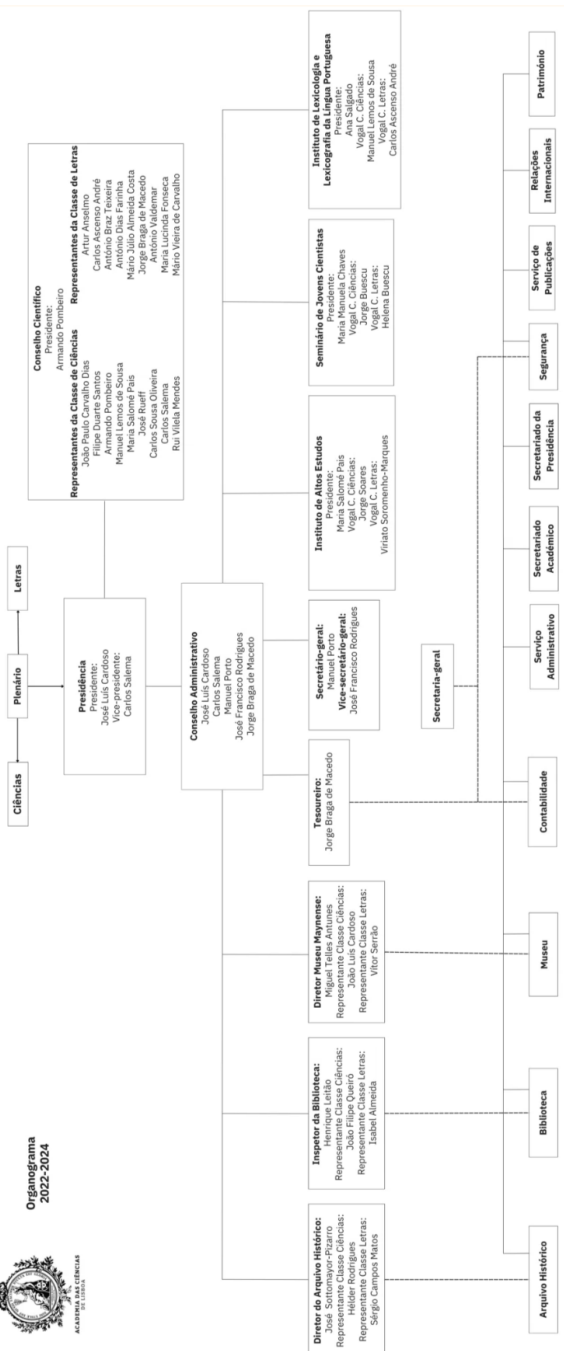 ACADEMIA DAS CIÊNCIAS
DE LISBOA
Organograma
2022-2024
Ciências
Plenário
Letras
Presidência
Presidente:
José Luís Cardoso
Vice-presidente:
Carlos Salema
Conselho Científico
Presidente:
Armando Pombeiro
Representantes da Classe de Ciências
João Paulo Carvalho Dias
Filipe Duarte Santos
Armando Pombeiro
Manuel Lemos de Sousa
Maria Salomé Pais
José Rueff
Carlos Sousa Oliveira
Carlos Salema
Rui Vilela Mendes
Representantes da Classe de Letras
Artur Anselmo
Carlos Ascenso André
António Braz Teixeira
António Dias Farinha
Mário Júlio Almeida Costa
Jorge Braga de Macedo
António Valdemar
Maria Lucinda Fonseca
Mário Vieira de Carvalho
Conselho Administrativo
José Luís Cardoso
Carlos Salema
Manuel Porto
José Francisco Rodrigues
Jorge Braga de Macedo
Diretor do Arquivo Histórico:
José Sottomayor-Pizarro
Representante Classe Ciências:
Hélder Rodrigues
Representante Classe Letras:
Sérgio Campos Matos
Inspetor da Biblioteca:
Henrique Leitão
Representante Classe Ciências:
João Filipe Queiró
Representante Classe Letras:
Isabel Almeida
Diretor Museu Maynense:
Miguel Telles Antunes
Representante Classe Ciências:
João Luís Cardoso
Representante Classe Letras:
Vítor Serrão
Tesoureiro:
Jorge Braga de Macedo
Secretário-geral:
Manuel Porto
Vice-secretário-geral:
José Francisco Rodrigues
Instituto de Altos Estudos
Presidente:
Maria Salomé Pais
Vogal C. Ciências:
Jorge Soares
Vogal C. Letras:
Viriato Soromenho-Marques
Seminário de Jovens Cientistas
Presidente:
Maria Manuela Chaves
Vogal C. Ciências:
Jorge Buescu
Vogal C. Letras:
Helena Buescu
Instituto de Lexicologia e
Lexicografia da Língua Portuguesa
Presidente:
Ana Salgado
Vogal C. Ciências:
Manuel Lemos de Sousa
Vogal C. Letras:
Carlos Ascenso André
Secretaria-geral
Arquivo Histórico
Biblioteca
Museu
Contabilidade
Serviço
Administrativo
Secretariado
Académico
Secretariado da
Presidência
Segurança
Serviço de
Publicações
Relações
Internacionais
Património